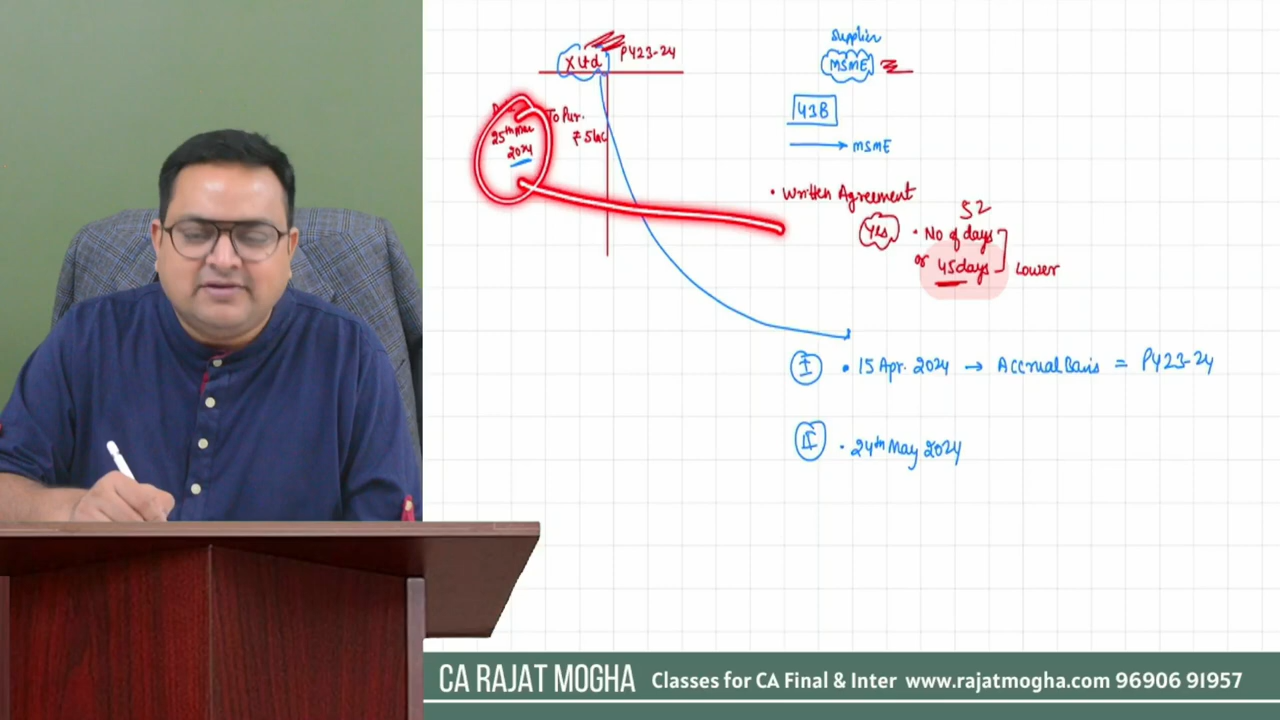 X Ltd. PY23-24
25th Mar
2024
To Pur.
₹5lac
Supplier
MSME
43B
→ MSME
• Written Agreement
Yes
52
• No of days
or 45days
Lower
I • 15 Apr. 2024 → Accrual Basis = PY23-24
II • 24th May 2024
CA RAJAT MOGHA Classes for CA Final & Inter www.rajatmogha.com 96906 91957